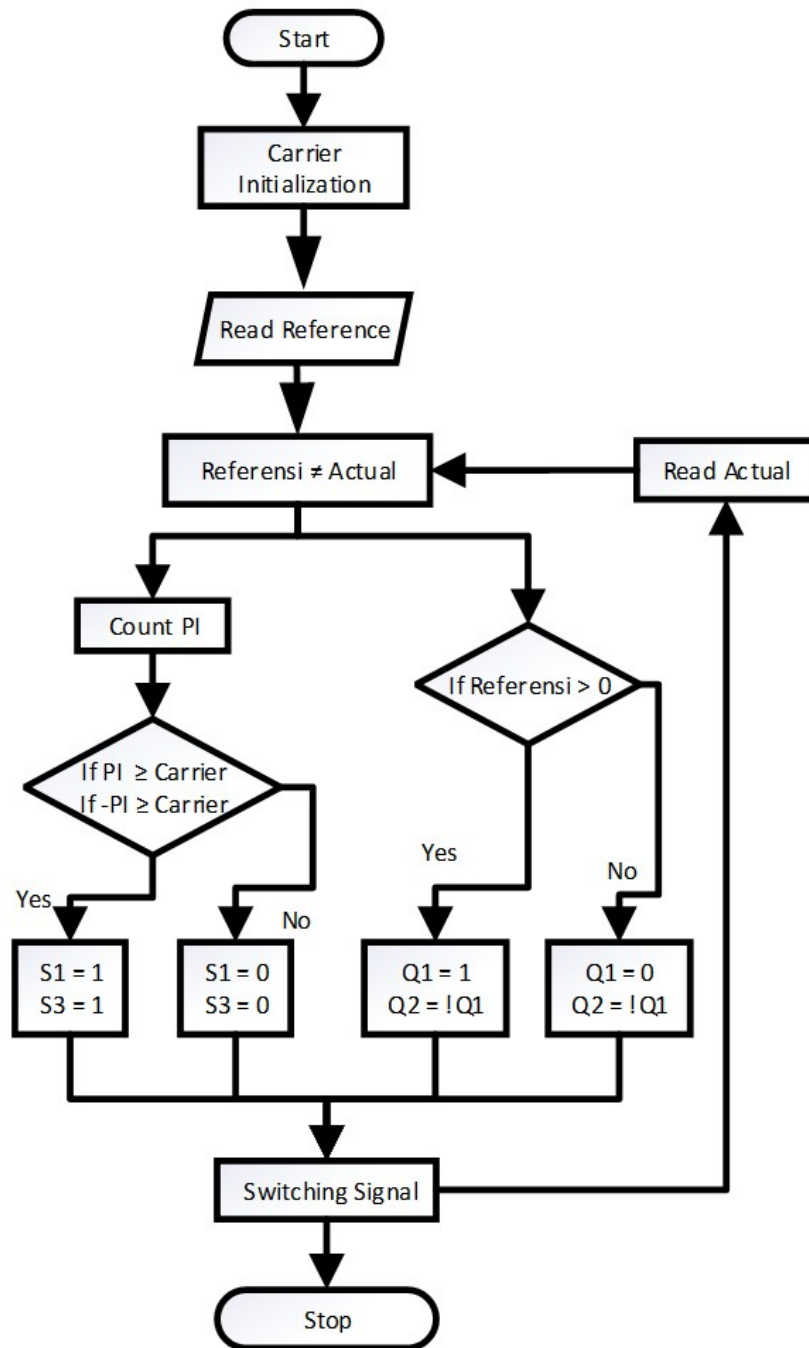 Start
Carrier
Initialization
Read Reference
Referensi ≠ Actual
Read Actual
Count PI
If Referensi > 0
If PI ≥ Carrier
If -PI ≥ Carrier
Yes
No
Yes
No
S1 = 1
S3 = 1
S1 = 0
S3 = 0
Q1 = 1
Q2 = !Q1
Q1 = 0
Q2 = !Q1
Switching Signal
Stop